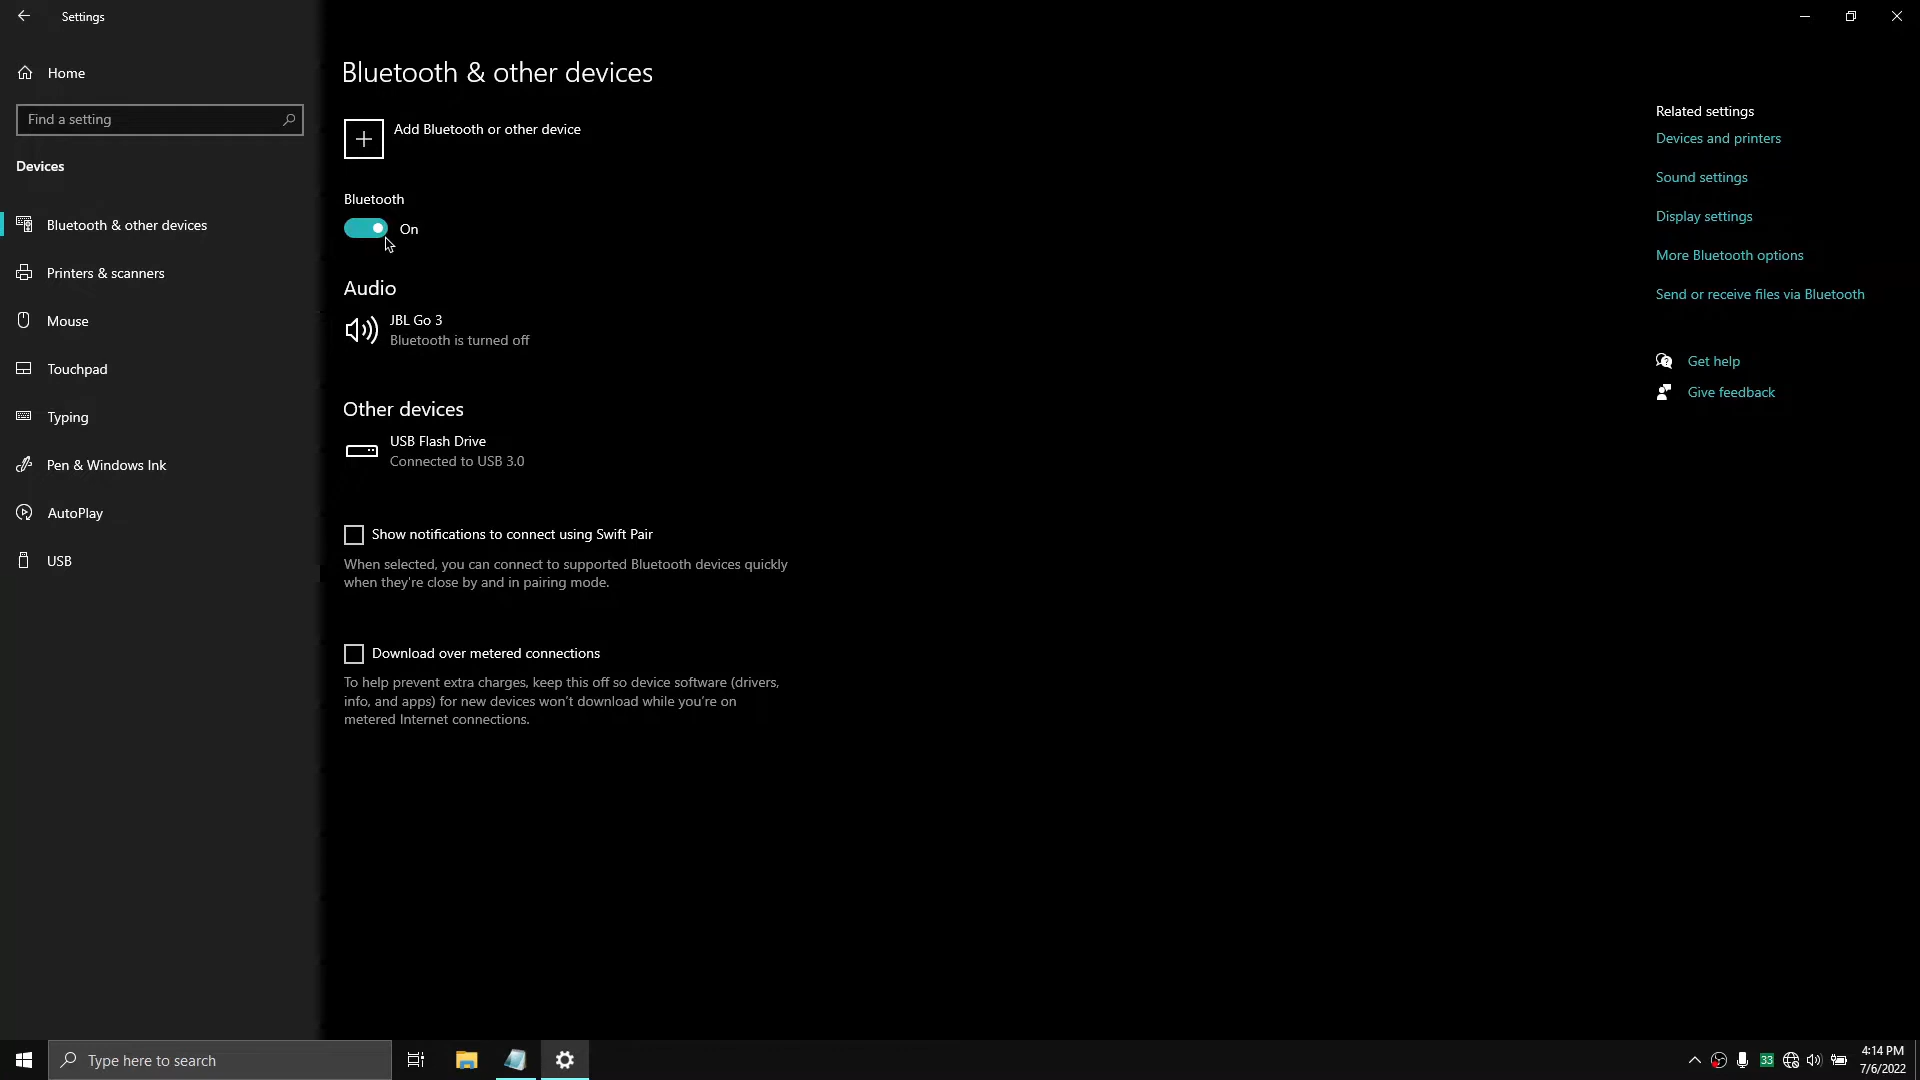 Settings
Home
Find a setting
Devices
Bluetooth & other devices
Printers & scanners
Mouse
Touchpad
Typing
Pen & Windows Ink
AutoPlay
USB
Bluetooth & other devices
Add Bluetooth or other device
Bluetooth
On
Audio
JBL Go 3
Bluetooth is turned off
Other devices
USB Flash Drive
Connected to USB 3.0
Show notifications to connect using Swift Pair
When selected, you can connect to supported Bluetooth devices quickly
when they're close by and in pairing mode.
Download over metered connections
To help prevent extra charges, keep this off so device software (drivers,
info, and apps) for new devices won't download while you're on
metered Internet connections.
Related settings
Devices and printers
Sound settings
Display settings
More Bluetooth options
Send or receive files via Bluetooth
Get help
Give feedback
Type here to search
33
4:14 PM
7/6/2022